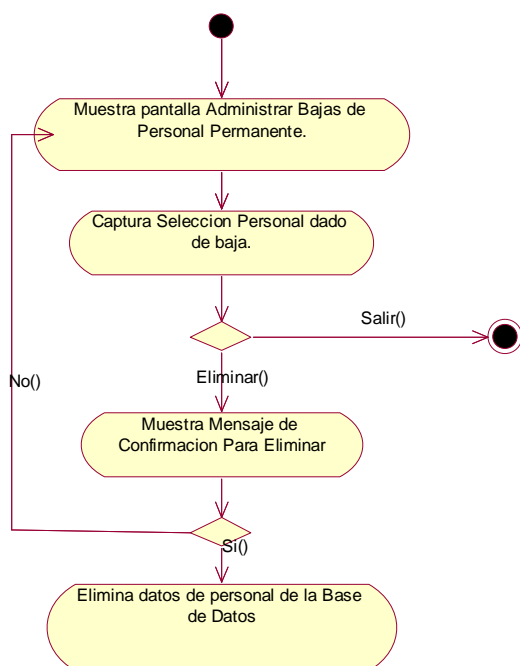 Muestra pantalla Administrar Bajas de
Personal Permanente.
Captura Seleccion Personal dado
de baja.
Salir()
Eliminar()
No()
Muestra Mensaje de
Confirmacion Para Eliminar
Si()
Elimina datos de personal de la Base
de Datos